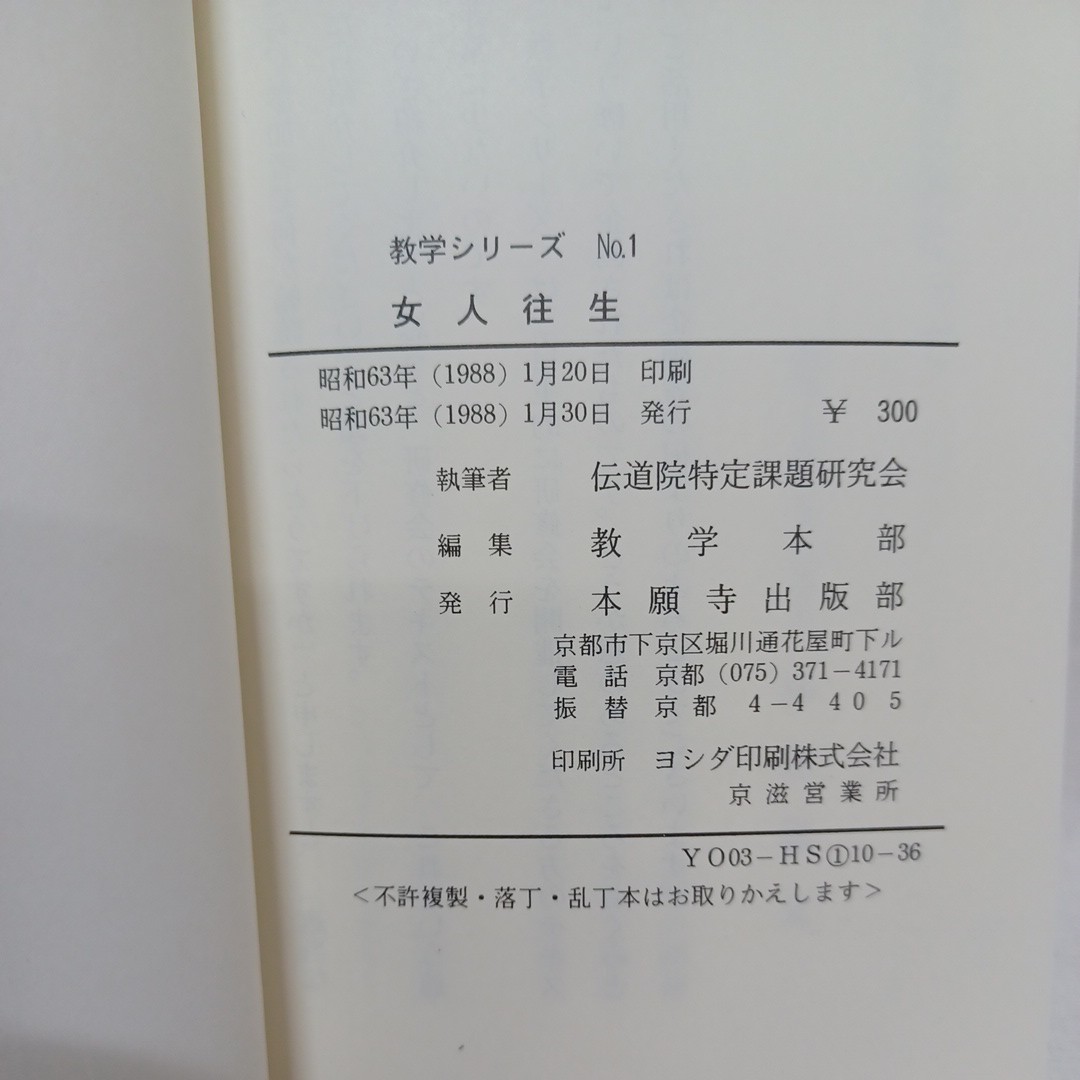 教学シリーズ No.1
女人往生
昭和63年(1988)1月20日 印刷
昭和63年(1988)1月30日 発行 ¥ 300
執筆者 伝道院特定課題研究会
編集 教学本部
発行 本願寺出版部
京都市下京区堀川通花屋町下ル
電話 京都(075)371-4171
振替 京都 4-4405
印刷所 ヨシダ印刷株式会社
京滋営業所
YO03-HS①10-36
<不許複製・落丁・乱丁本はお取りかえします>